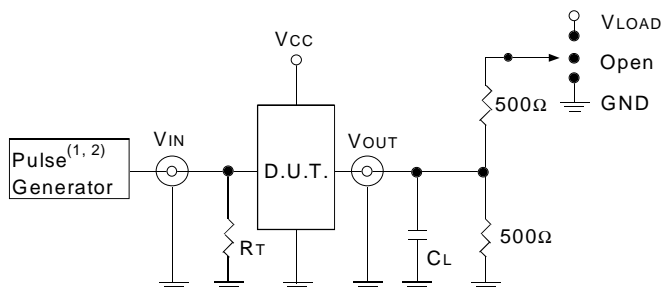 VLOAD
VCC
Open
500Ω
GND
VIN
VOUT
Pulse(1, 2)
Generator
D.U.T.
RT
CL
500Ω